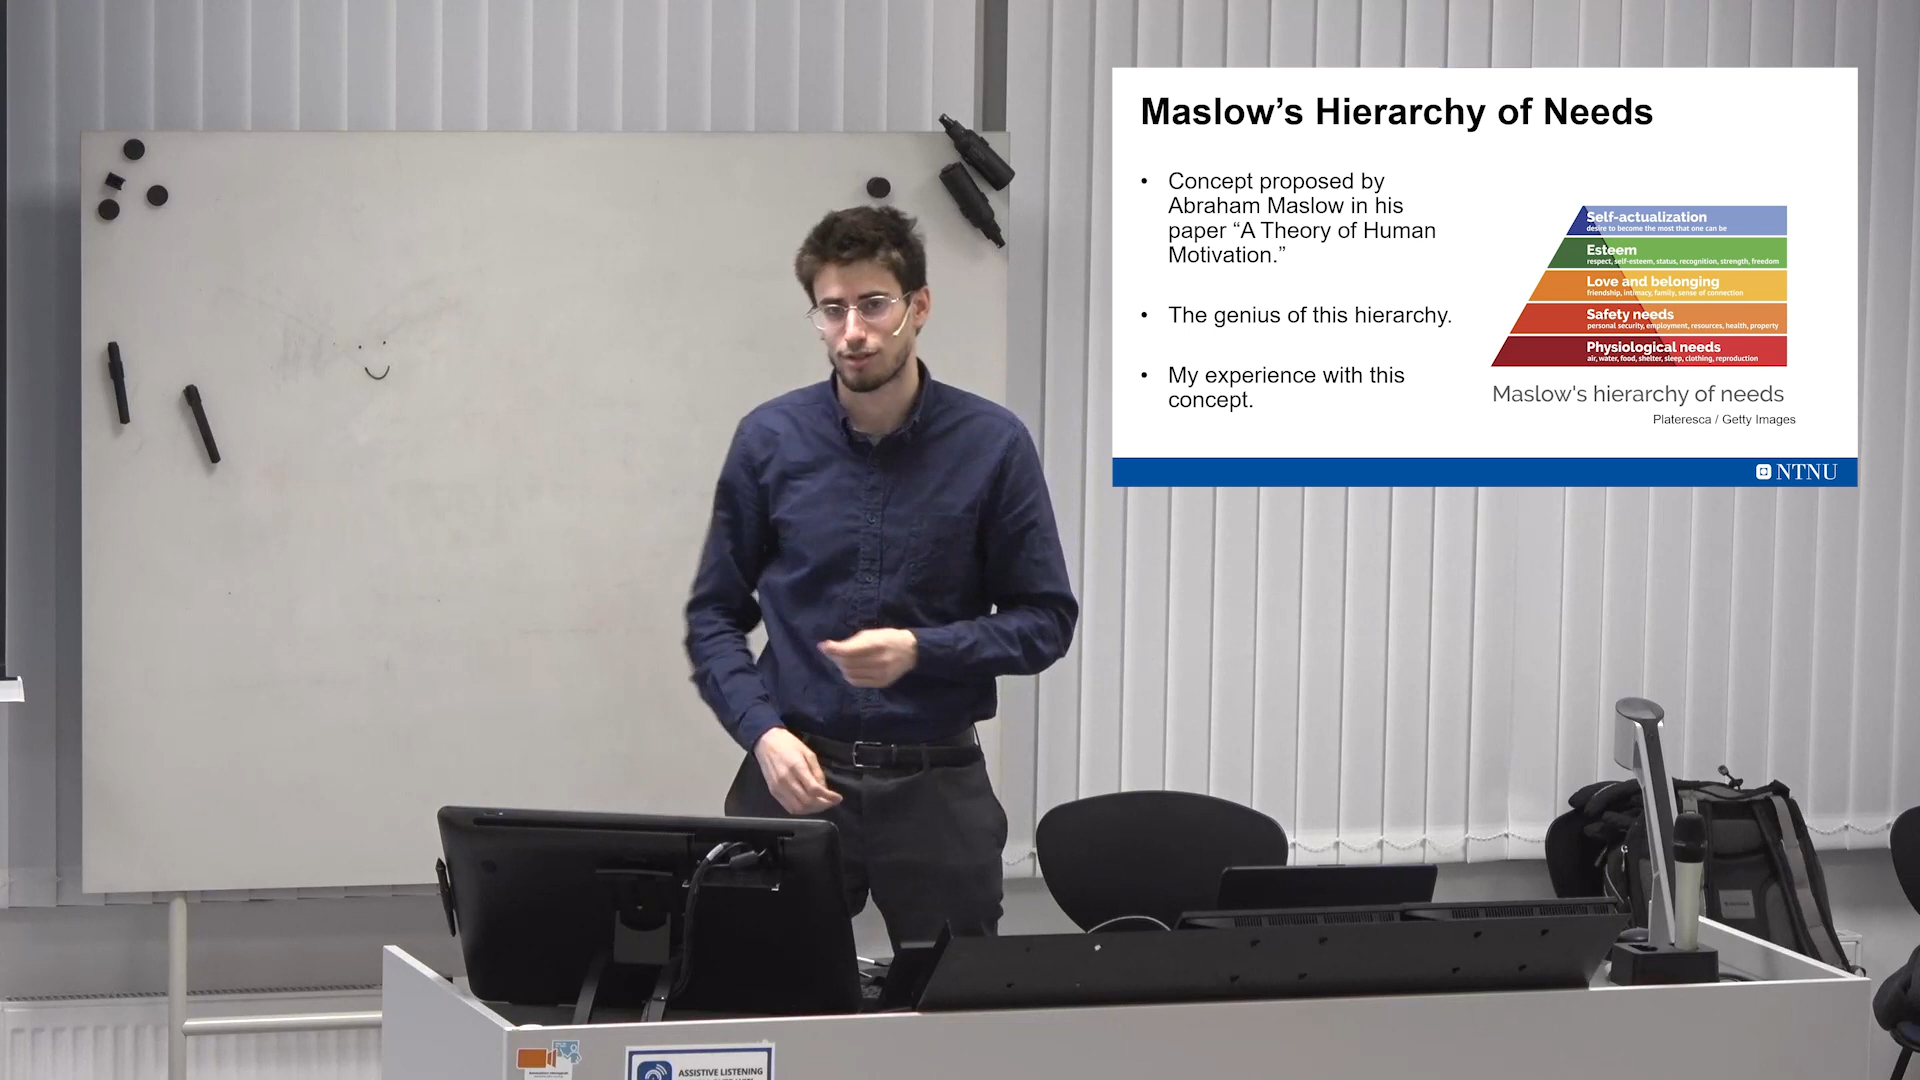 Maslow’s Hierarchy of Needs
• Concept proposed by
Abraham Maslow in his
paper “A Theory of Human
Motivation.”
• The genius of this hierarchy.
• My experience with this
concept.
Self-actualization
desire to become the most that one can be
Esteem
respect, self-esteem, status, recognition, strength, freedom
Love and belonging
friendship, intimacy, family, sense of connection
Safety needs
personal security, employment, resources, health, property
Physiological needs
air, water, food, shelter, sleep, clothing, reproduction
Maslow's hierarchy of needs
Plateresca / Getty Images
NTNU
ASSISTIVE LISTENING